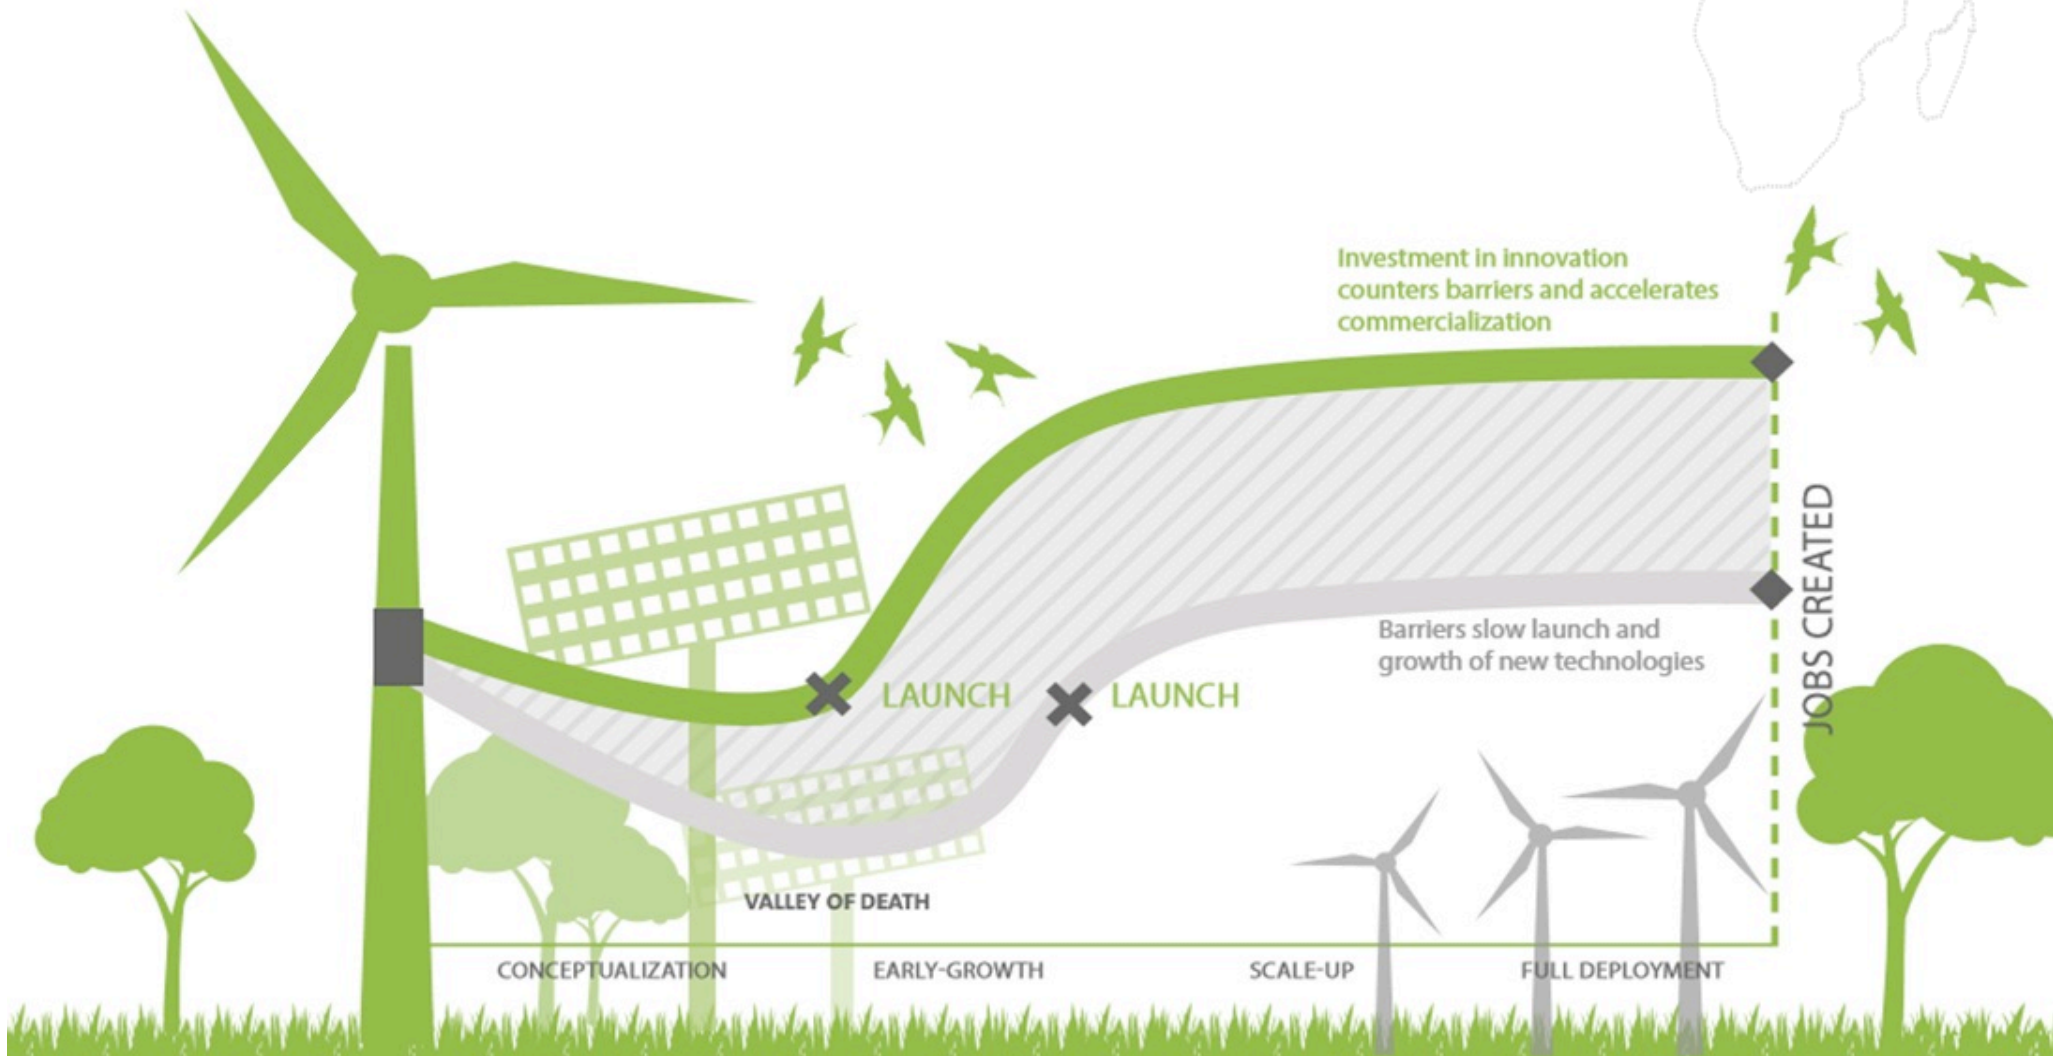 Investment in innovation
counters barriers and accelerates
commercialization
JOBS CREATED
Barriers slow launch and
growth of new technologies
LAUNCH
LAUNCH
VALLEY OF DEATH
CONCEPTUALIZATION
EARLY-GROWTH
SCALE-UP
FULL DEPLOYMENT